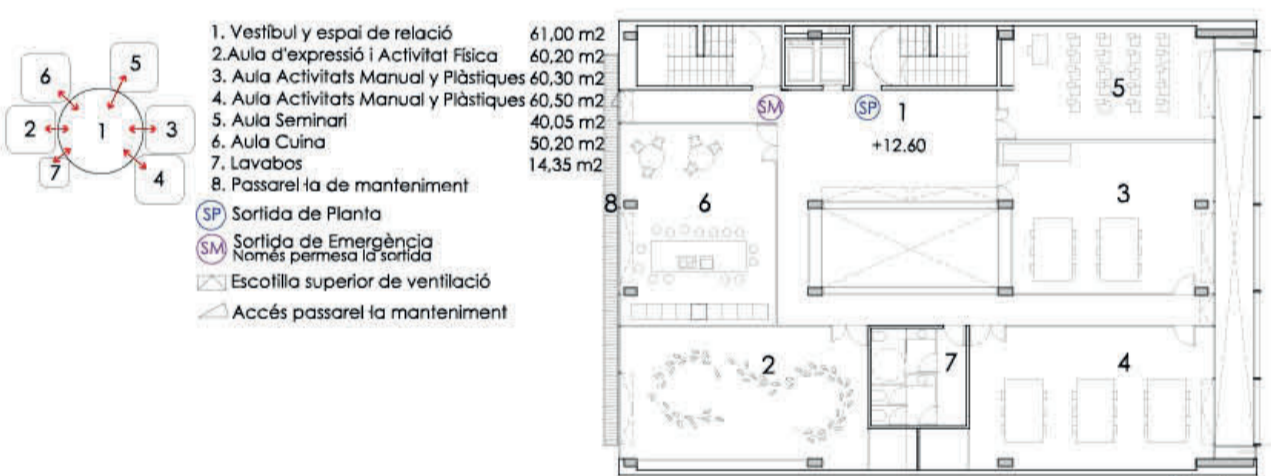 1. Vestíbul y espai de relació 61,00 m2
2.Aula d'expressió i Activitat Física 60,20 m2
3. Aula Activitats Manual y Plàstiques 60,30 m2
4. Aula Activitats Manual y Plàstiques 60,50 m2
5. Aula Seminari 40,05 m2
6. Aula Cuina 50,20 m2
7. Lavabos 14,35 m2
8. Passarel·la de manteniment
SP Sortida de Planta
SM Sortida de Emergència
Només permesa la sortida
Escotilla superior de ventilació
Accés passarel·la manteniment
6
5
2
1
3
7
4
SM
SP
1
+12.60
5
8
6
3
2
7
4